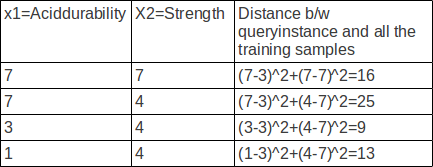 x1=Aciddurability X2=Strength Distance b/w
queryinstance and all the
training samples
7 7 (7-3)^2+(7-7)^2=16
7 4 (7-3)^2+(4-7)^2=25
3 4 (3-3)^2+(4-7)^2=9
1 4 (1-3)^2+(4-7)^2=13